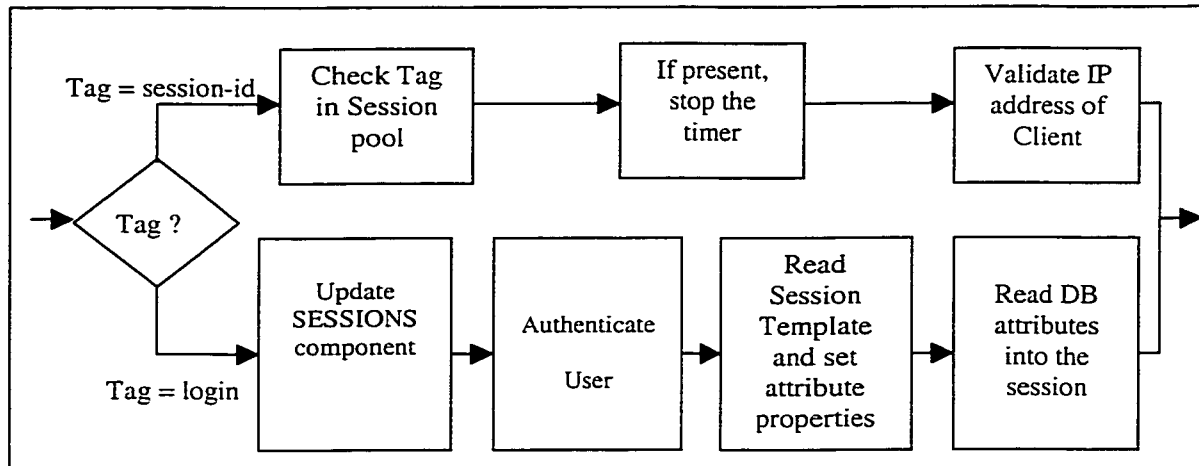 Tag = session-id
Check Tag
in Session
pool
If present,
stop the
timer
Validate IP
address of
Client
Tag ?
Tag = login
Update
SESSIONS
component
Authenticate
User
Read
Session
Template
and set
attribute
properties
Read DB
attributes
into the
session